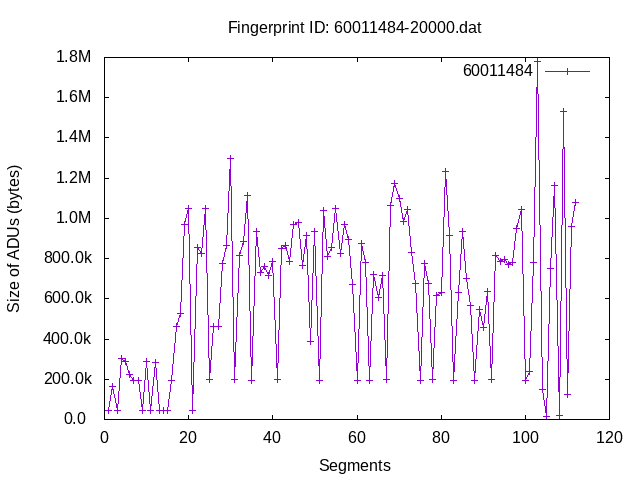 Fingerprint ID: 60011484-20000.dat
1.8M
60011484
1.6M
1.4M
1.2M
1.0M
800.0k
600.0k
400.0k
200.0k
0.0
Size of ADUs (bytes)
0 20 40 60 80 100 120
Segments